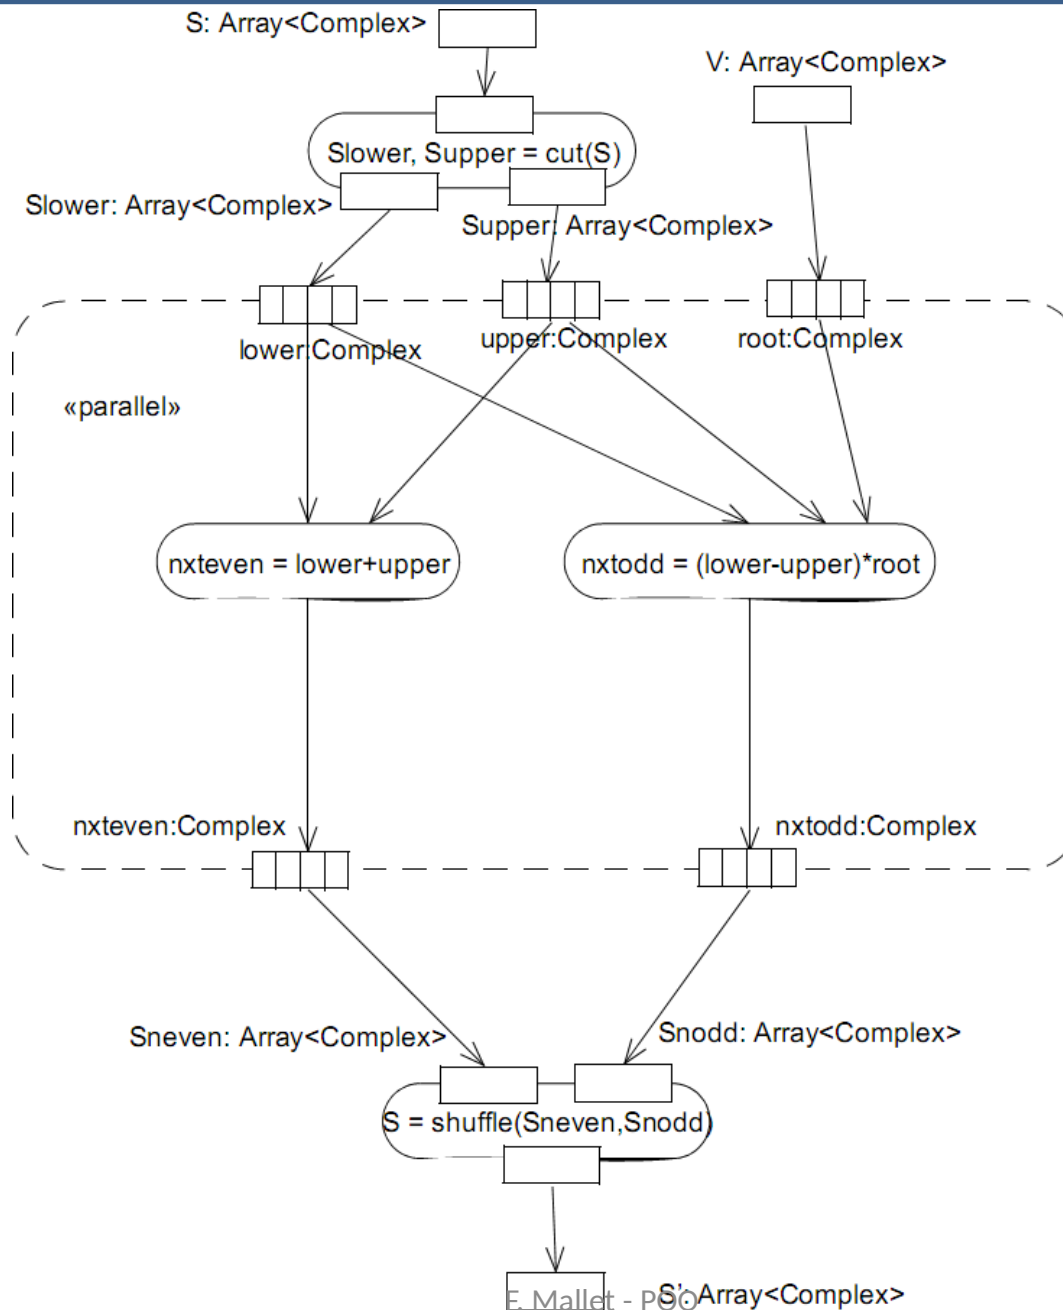 S: Array<Complex>
V: Array<Complex>
Slower, Supper = cut(S)
Slower: Array<Complex>
Supper: Array<Complex>
lower:Complex
upper:Complex
root:Complex
«parallel»
nxteven = lower+upper
nxtodd = (lower-upper)*root
nxteven:Complex
nxtodd:Complex
Sneven: Array<Complex>
Snodd: Array<Complex>
S = shuffle(Sneven,Snodd)
S': Array<Complex>
F. Mallet - POO